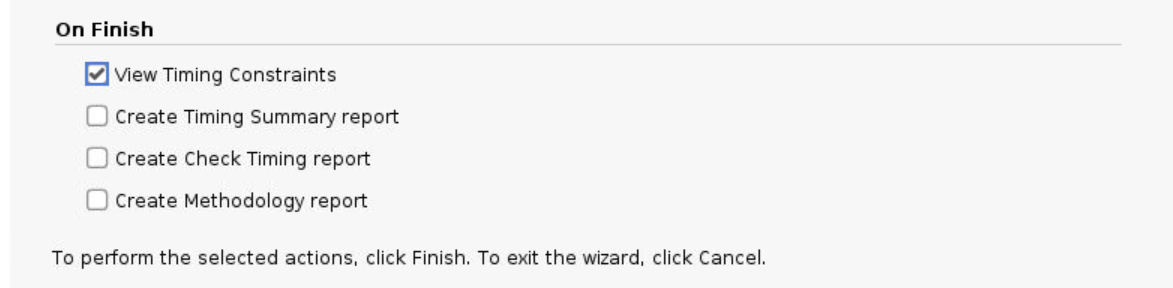 On Finish
View Timing Constraints
Create Timing Summary report
Create Check Timing report
Create Methodology report
To perform the selected actions, click Finish. To exit the wizard, click Cancel.